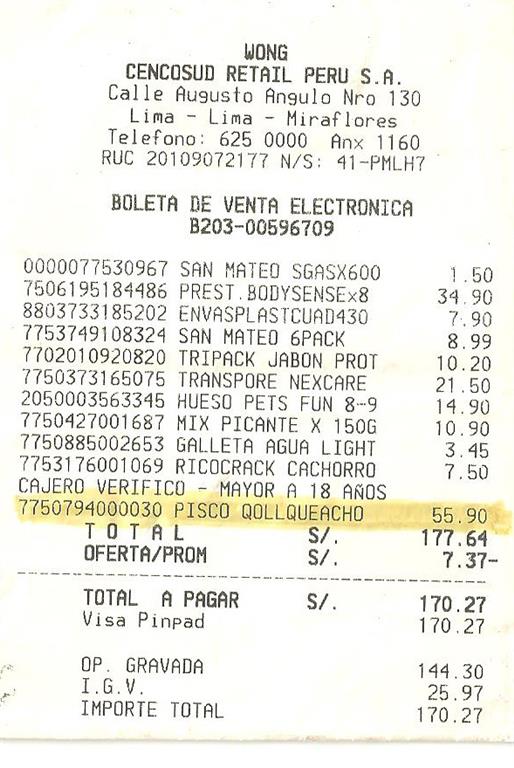 WONG
CENCOSUD RETAIL PERU S.A.
Calle Augusto Angulo Nro 130
Lima - Lima - Miraflores
Telefono: 625 0000 Anx 1160
RUC 20109072177 N/S: 41-PMLH7
BOLETA DE VENTA ELECTRONICA
B203-00596709
0000077530967 SAN MATEO SGASX600 1.50
7506195184486 PREST.BODYSENSEx8 34.90
8803733185202 ENVASPLASTCUAD430 7.90
7753749108324 SAN MATEO 6PACK 8.99
7702010920820 TRIPACK JABON PROT 10.20
7750373165075 TRANSPORE NEXCARE 21.50
2050003563345 HUESO PETS FUN 8-9 14.90
7750427001687 MIX PICANTE X 150G 10.90
7750885002653 GALLETA AGUA LIGHT 3.45
7753176001069 RICOCRACK CACHORRO 7.50
CAJERO VERIFICO - MAYOR A 18 AÑOS
7750794000030 PISCO QOLLQUEACHO 55.90
T O T A L S/. 177.64
OFERTA/PROM S/. 7.37-
TOTAL A PAGAR S/. 170.27
Visa Pinpad 170.27
OP. GRAVADA 144.30
I.G.V. 25.97
IMPORTE TOTAL 170.27